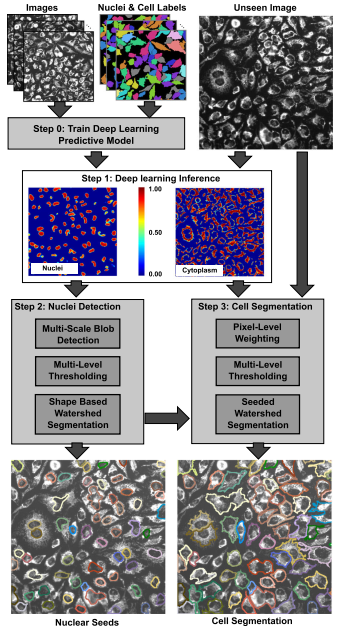 Images
Nuclei & Cell Labels
Unseen Image
Step 0: Train Deep Learning
Predictive Model
Step 1: Deep learning Inference
1.00
0.50
0.00
Nuclei
Cytoplasm
Step 2: Nuclei Detection
Multi-Scale Blob
Detection
Multi-Level
Thresholding
Shape Based
Watershed
Segmentation
Step 3: Cell Segmentation
Pixel-Level
Weighting
Multi-Level
Thresholding
Seeded
Watershed
Segmentation
Nuclear Seeds
Cell Segmentation